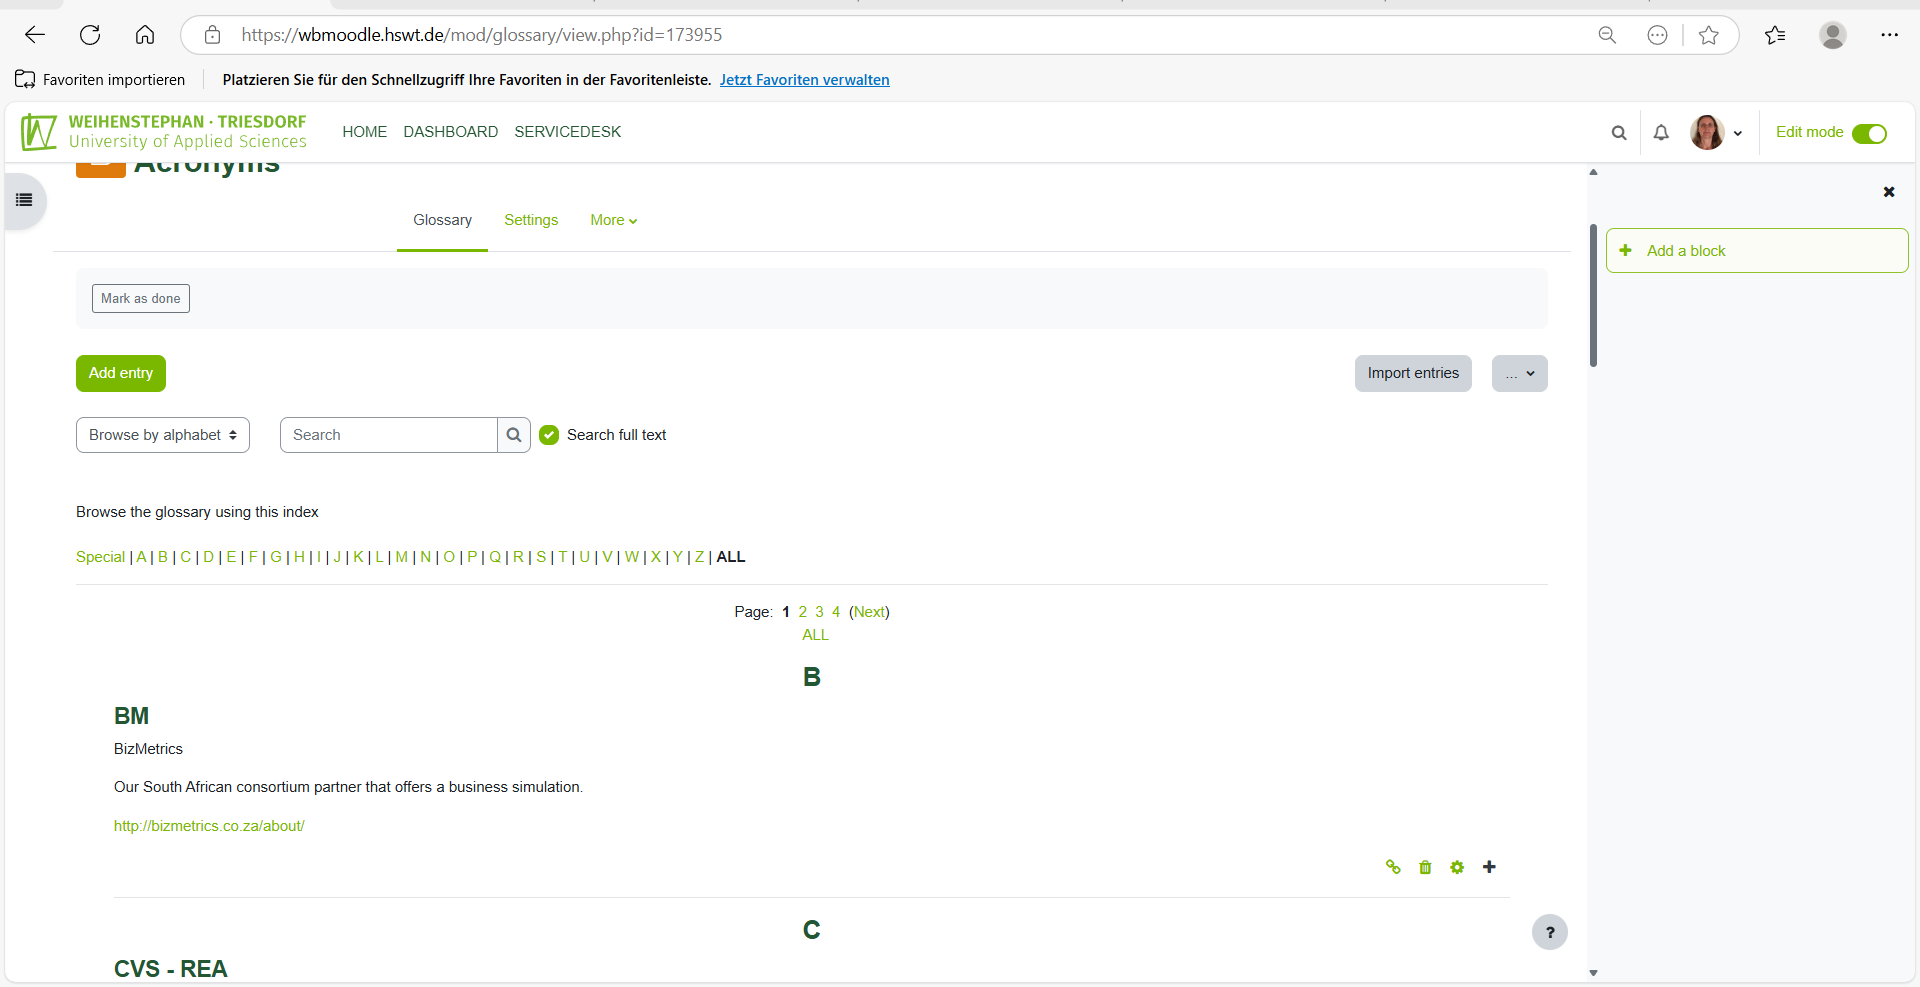 https://wbmoodle.hswt.de/mod/glossary/view.php?id=173955
Favoriten importieren
Platzieren Sie für den Schnellzugriff Ihre Favoriten in der Favoritenleiste. Jetzt Favoriten verwalten
WEIHENSTEPHAN · TRIESDORF
University of Applied Sciences
HOME DASHBOARD SERVICEDESK
Edit mode
Acronyms
Glossary Settings More
Add a block
Mark as done
Add entry
Import entries ...
Browse by alphabet Search Search full text
Browse the glossary using this index
Special | A | B | C | D | E | F | G | H | I | J | K | L | M | N | O | P | Q | R | S | T | U | V | W | X | Y | Z | ALL
Page: 1 2 3 4 (Next)
ALL
B
BM
BizMetrics
Our South African consortium partner that offers a business simulation.
http://bizmetrics.co.za/about/
C
?
CVS - REA